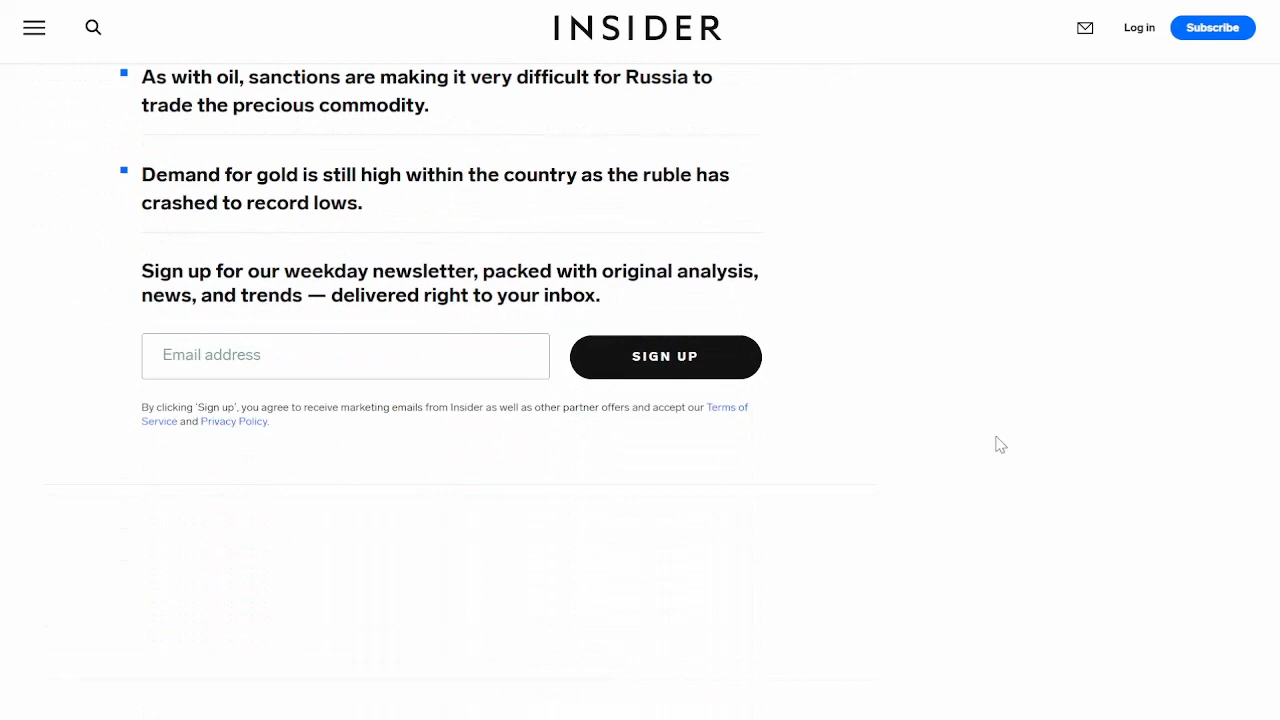 INSIDER
Log in
Subscribe
As with oil, sanctions are making it very difficult for Russia to
trade the precious commodity.
Demand for gold is still high within the country as the ruble has
crashed to record lows.
Sign up for our weekday newsletter, packed with original analysis,
news, and trends — delivered right to your inbox.
Email address
SIGN UP
By clicking ‘Sign up’, you agree to receive marketing emails from Insider as well as other partner offers and accept our Terms of
Service and Privacy Policy.